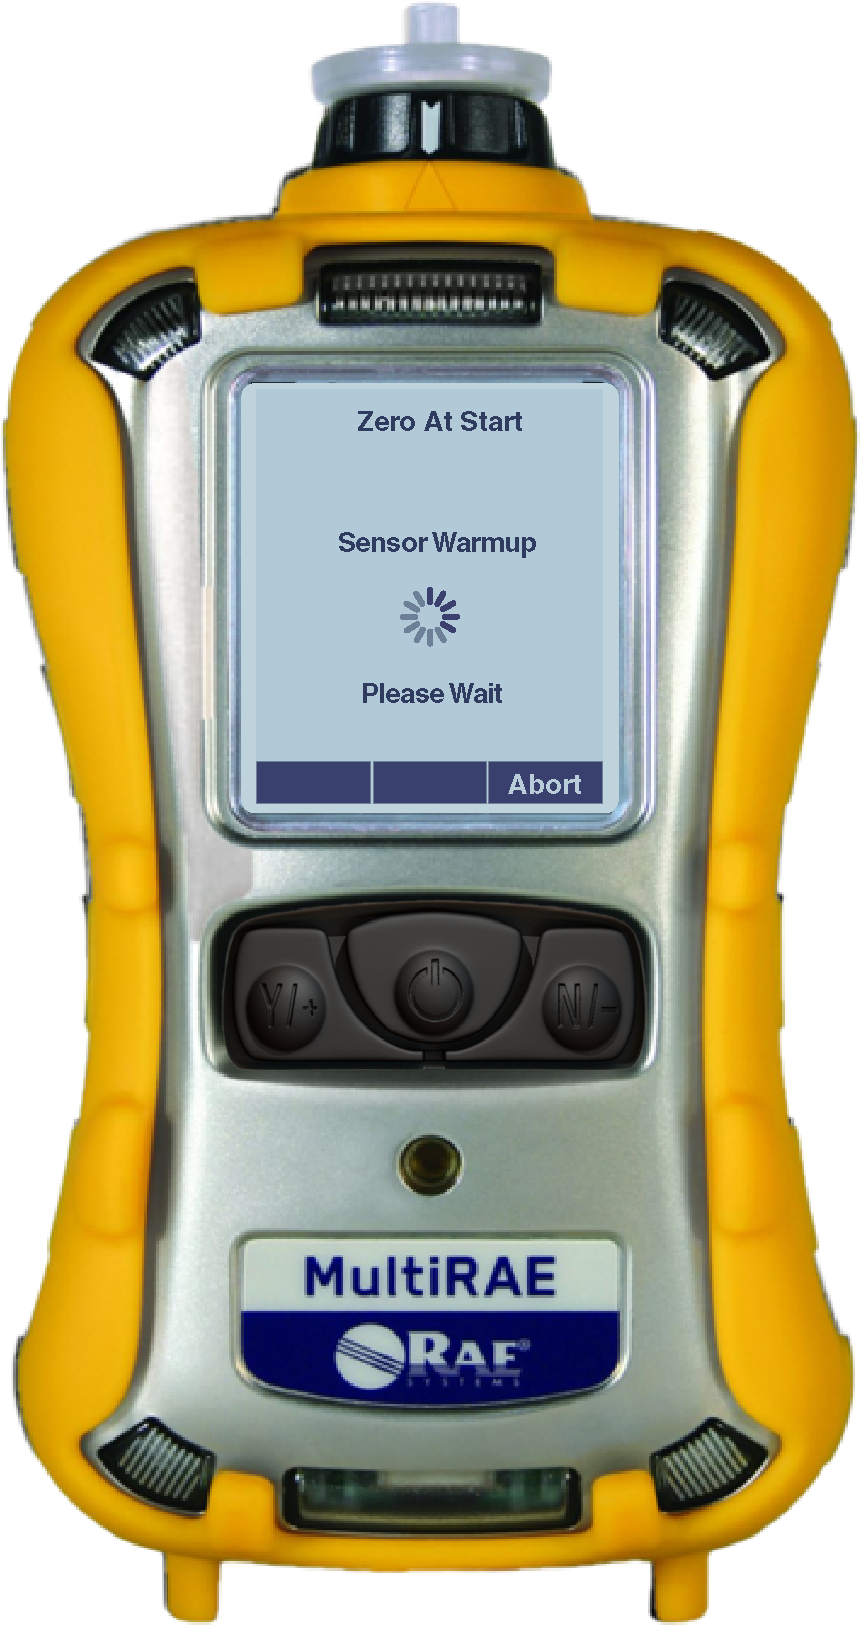 Zero At Start
Sensor Warmup
Please Wait
Abort
Y/+
N/-
MultiRAE
RAE®
SYSTEMS